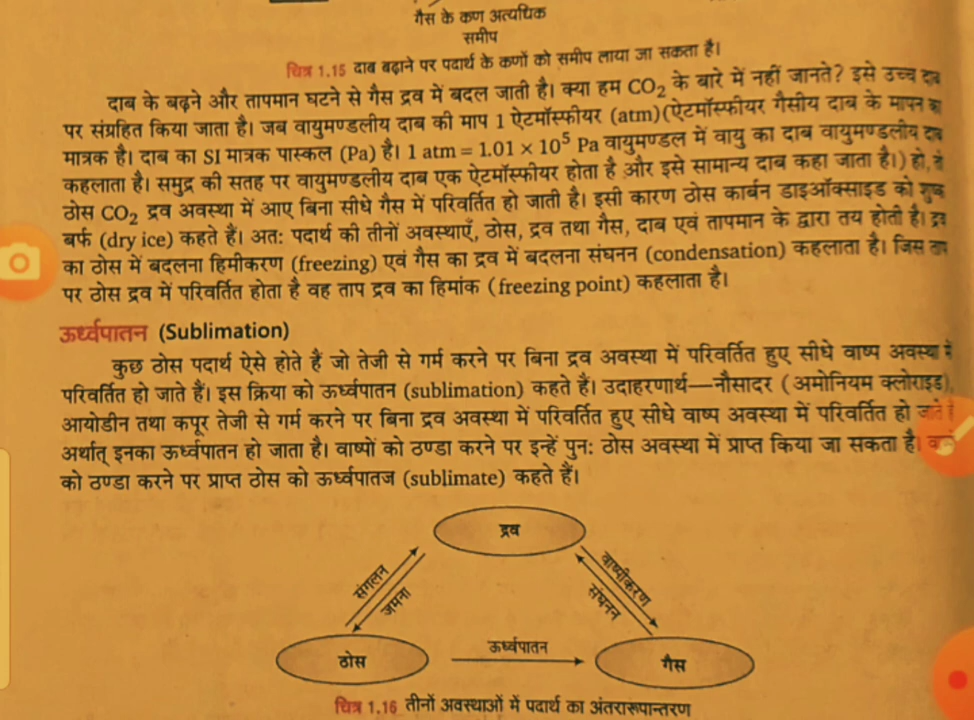 गैस के कण अत्यधिक
समीप
चित्र 1.15 दाब बढ़ाने पर पदार्थ के कणों को समीप लाया जा सकता है।
दाब के बढ़ने और तापमान घटने से गैस द्रव में बदल जाती है। क्या हम CO₂ के बारे में नहीं जानते? इसे उच्च दाब
पर संग्रहित किया जाता है। जब वायुमण्डलीय दाब की माप 1 ऐटमॉस्फीयर (atm)(ऐटमॉस्फीयर गैसीय दाब के मापन का
मात्रक है। दाब का SI मात्रक पास्कल (Pa) है। 1 atm = 1.01 × 10⁵ Pa वायुमण्डल में वायु का दाब वायुमण्डलीय दाब
कहलाता है। समुद्र की सतह पर वायुमण्डलीय दाब एक ऐटमॉस्फीयर होता है और इसे सामान्य दाब कहा जाता है।) हो,
ठोस CO₂ द्रव अवस्था में आए बिना सीधे गैस में परिवर्तित हो जाती है। इसी कारण ठोस कार्बन डाइऑक्साइड को शुष्क
बर्फ (dry ice) कहते हैं। अतः पदार्थ की तीनों अवस्थाएँ, ठोस, द्रव तथा गैस, दाब एवं तापमान के द्वारा तय होती है। द्रव
का ठोस में बदलना हिमीकरण (freezing) एवं गैस का द्रव में बदलना संघनन (condensation) कहलाता है। जिस ताप
पर ठोस द्रव में परिवर्तित होता है वह ताप द्रव का हिमांक (freezing point) कहलाता है।
ऊर्ध्वपातन (Sublimation)
कुछ ठोस पदार्थ ऐसे होते हैं जो तेजी से गर्म करने पर बिना द्रव अवस्था में परिवर्तित हुए सीधे वाष्प अवस्था में
परिवर्तित हो जाते हैं। इस क्रिया को ऊर्ध्वपातन (sublimation) कहते हैं। उदाहरणार्थ—नौसादर (अमोनियम क्लोराइड),
आयोडीन तथा कपूर तेजी से गर्म करने पर बिना द्रव अवस्था में परिवर्तित हुए सीधे वाष्प अवस्था में परिवर्तित हो जाते
अर्थात् इनका ऊर्ध्वपातन हो जाता है। वाष्पों को ठण्डा करने पर इन्हें पुन: ठोस अवस्था में प्राप्त किया जा सकता है।
को ठण्डा करने पर प्राप्त ठोस को ऊर्ध्वपातज (sublimate) कहते हैं।
द्रव
संगलन
जमना
वाष्पीकरण
संघनन
ठोस
ऊर्ध्वपातन
गैस
चित्र 1.16 तीनों अवस्थाओं में पदार्थ का अंतरारूपान्तरण